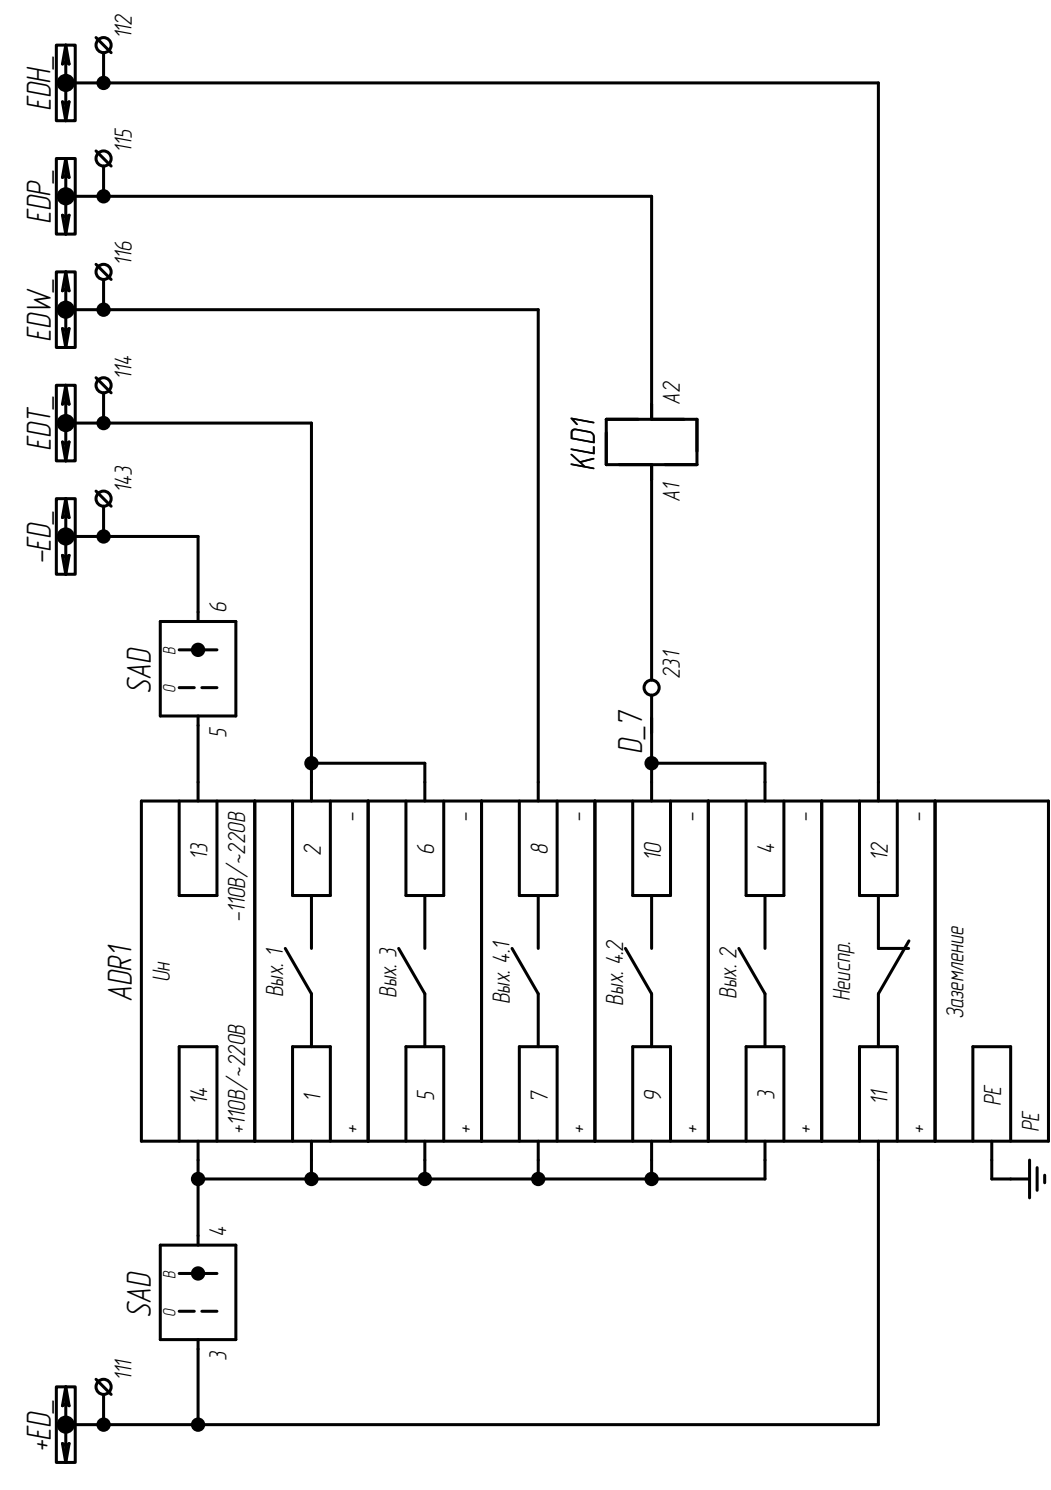 +ED_
111
SAD
O
B
3
4
SAD
O
B
5
6
-ED_
143
EDT_
114
EDW_
116
EDP_
115
EDH_
112
ADR1
Uн
14
+110В/~220В
13
-110В/~220В
1
+
Вых. 1
2
-
5
+
Вых. 3
6
-
7
+
Вых. 4.1
8
-
9
+
Вых. 4.2
10
-
3
+
Вых. 2
4
-
11
+
Неиспр.
12
-
PE
PE
Заземление
D_7
231
A1
KLD1
A2